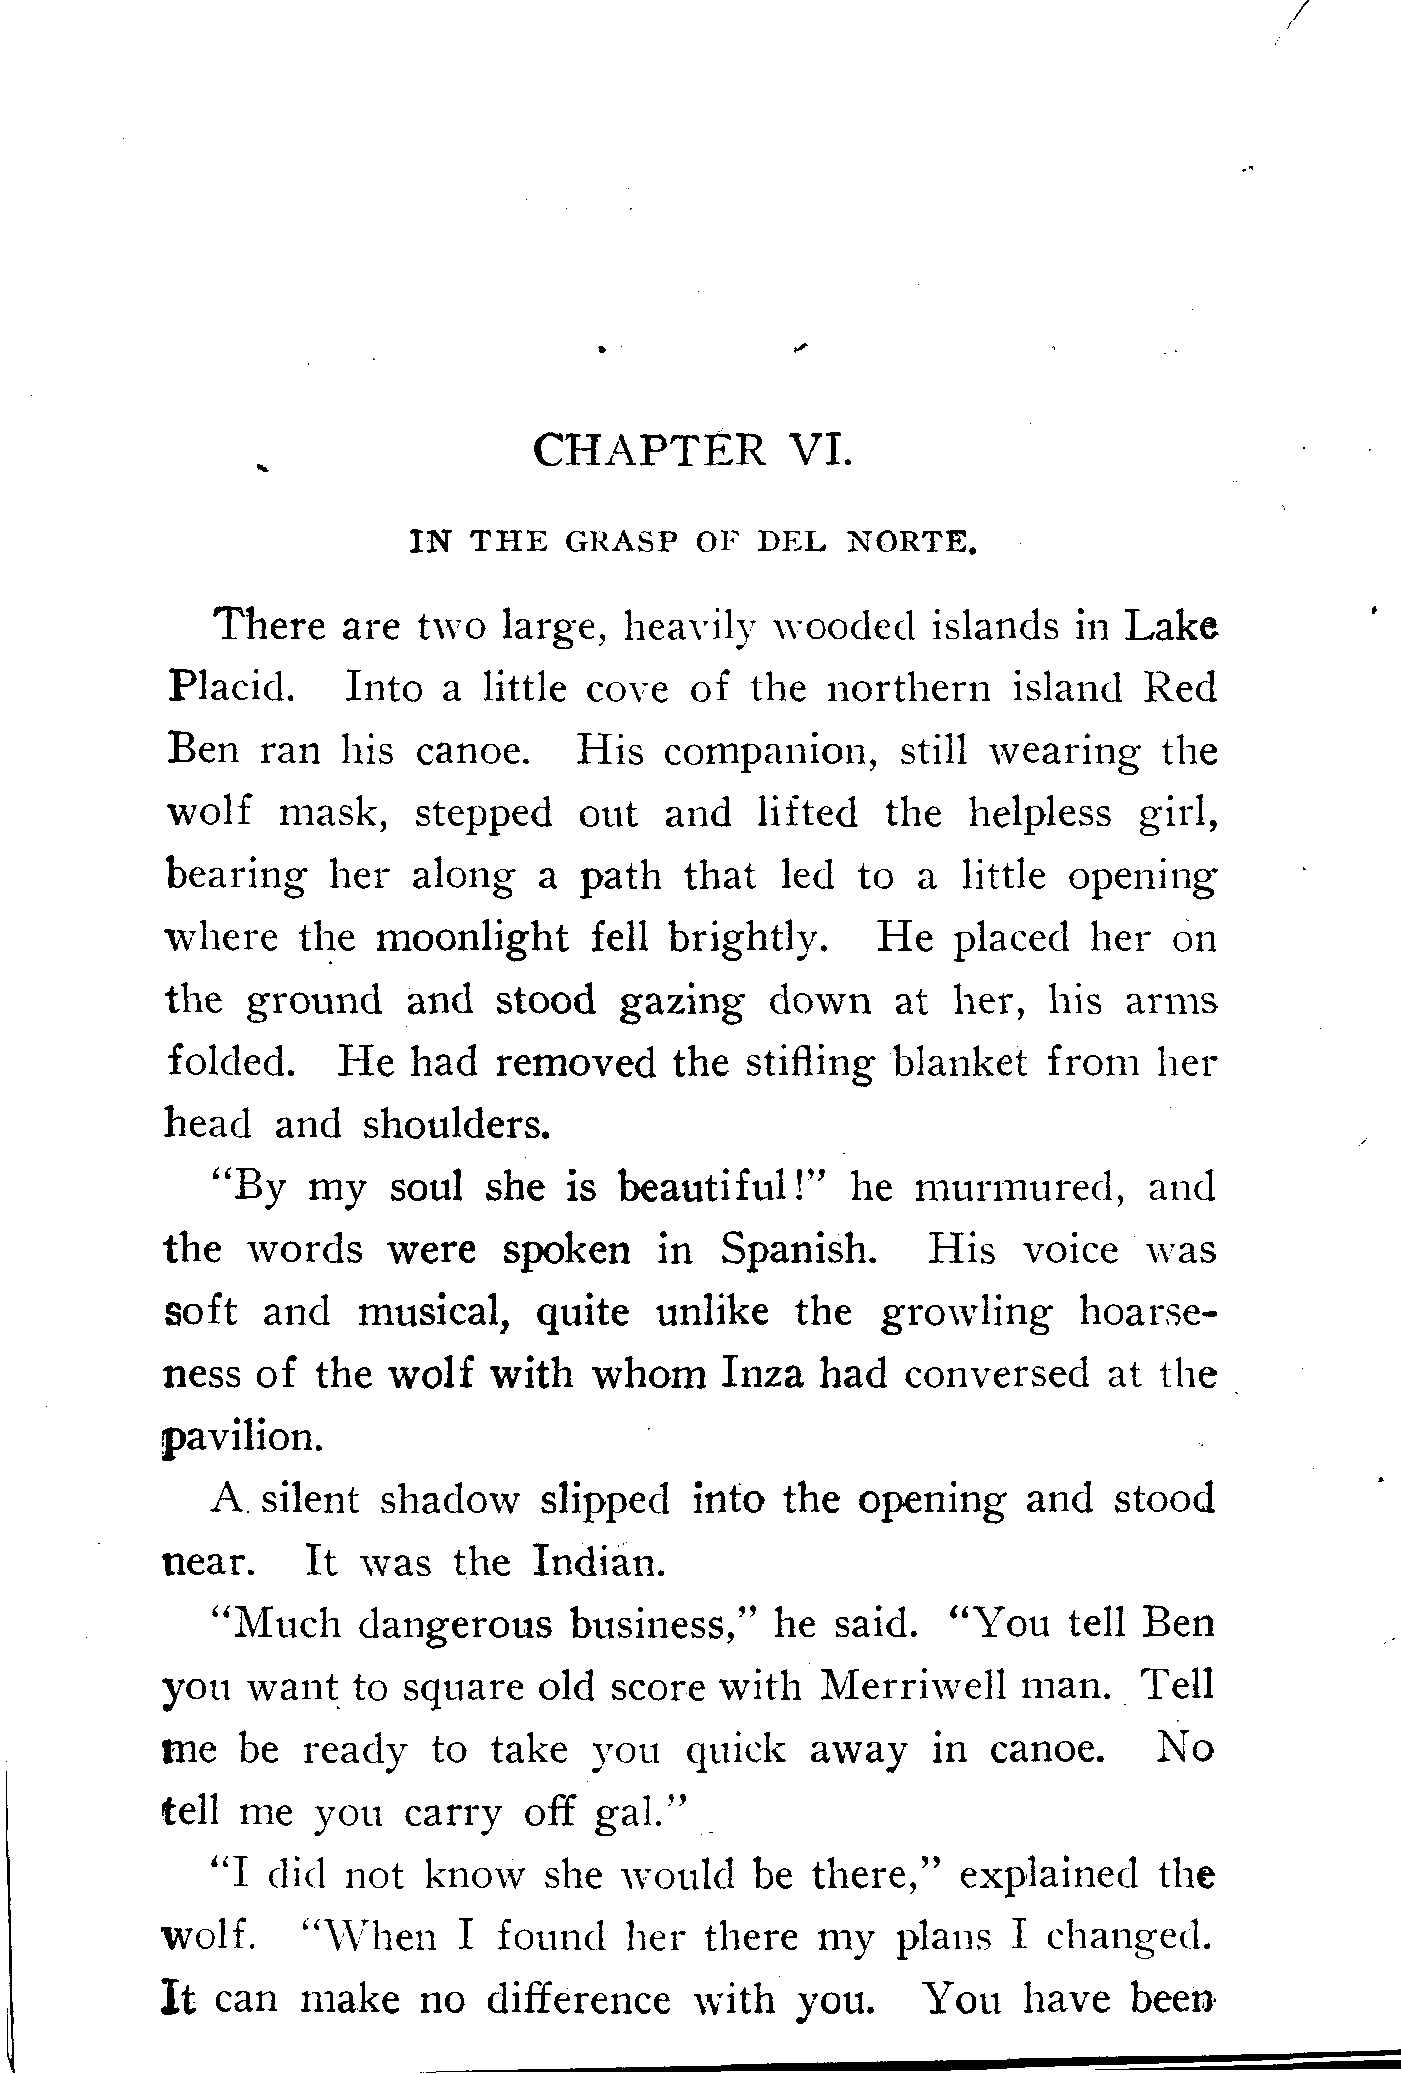 CHAPTER VI.
IN THE GRASP OF DEL NORTE.
There are two large, heavily wooded islands in Lake
Placid. Into a little cove of the northern island Red
Ben ran his canoe. His companion, still wearing the
wolf mask, stepped out and lifted the helpless girl,
bearing her along a path that led to a little opening
where the moonlight fell brightly. He placed her on
the ground and stood gazing down at her, his arms
folded. He had removed the stifling blanket from her
head and shoulders.
"By my soul she is beautiful!" he murmured, and
the words were spoken in Spanish. His voice was
soft and musical, quite unlike the growling hoarse-
ness of the wolf with whom Inza had conversed at the
pavilion.
A silent shadow slipped into the opening and stood
near. It was the Indian.
"Much dangerous business," he said. "You tell Ben
you want to square old score with Merriwell man. Tell
me be ready to take you quick away in canoe. No
tell me you carry off gal."
"I did not know she would be there," explained the
wolf. "When I found her there my plans I changed.
It can make no difference with you. You have been